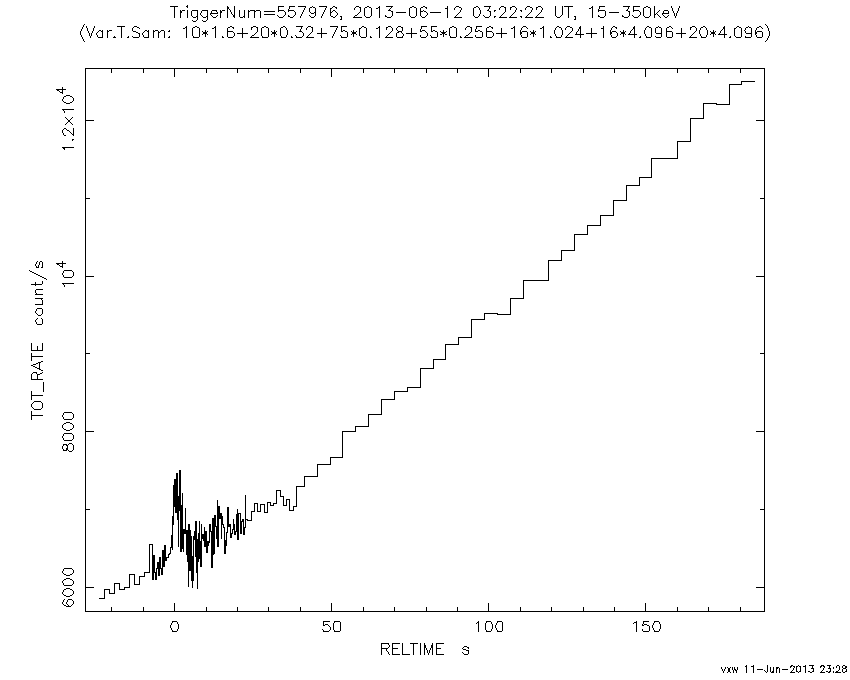 TriggerNum=557976, 2013-06-12 03:22:22 UT, 15-350keV
(Var.T.Sam: 10*1.6+20*0.32+75*0.128+55*0.256+16*1.024+16*4.096+20*4.096)
TOT_RATE count/s
1.2×10⁴
10⁴
8000
6000
0 50 100 150
RELTIME s
vxw 11-Jun-2013 23:28